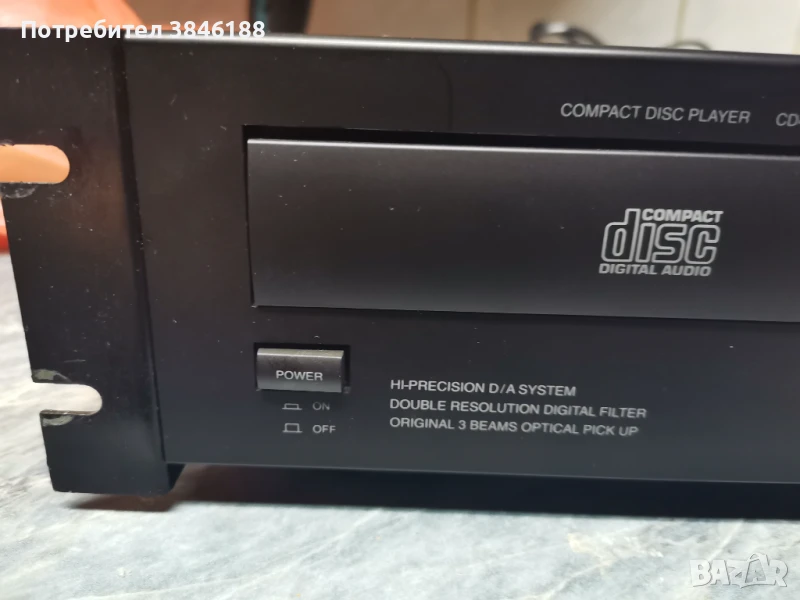 Потребител 3846188
COMPACT DISC PLAYER CD-
COMPACT
disc
DIGITAL AUDIO
POWER
ON
OFF
HI-PRECISION D/A SYSTEM
DOUBLE RESOLUTION DIGITAL FILTER
ORIGINAL 3 BEAMS OPTICAL PICK UP
BAZAR